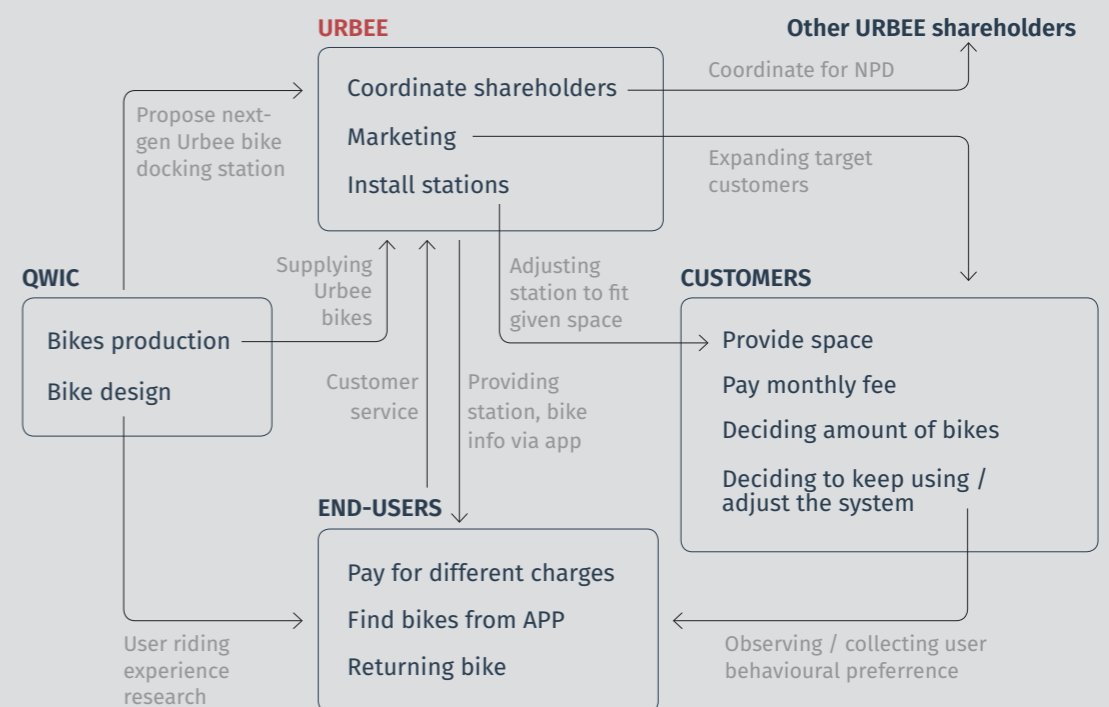 URBEE
Other URBEE shareholders
Coordinate shareholders
Coordinate for NPD
Marketing
Install stations
Propose next-
gen Urbee bike
docking station
Expanding target
customers
QWIC
Bikes production
Bike design
Supplying
Urbee
bikes
Adjusting
station to fit
given space
CUSTOMERS
Provide space
Pay monthly fee
Deciding amount of bikes
Deciding to keep using /
adjust the system
Customer
service
Providing
station, bike
info via app
END-USERS
Pay for different charges
Find bikes from APP
Returning bike
User riding
experience
research
Observing / collecting user
behavioural preferrence